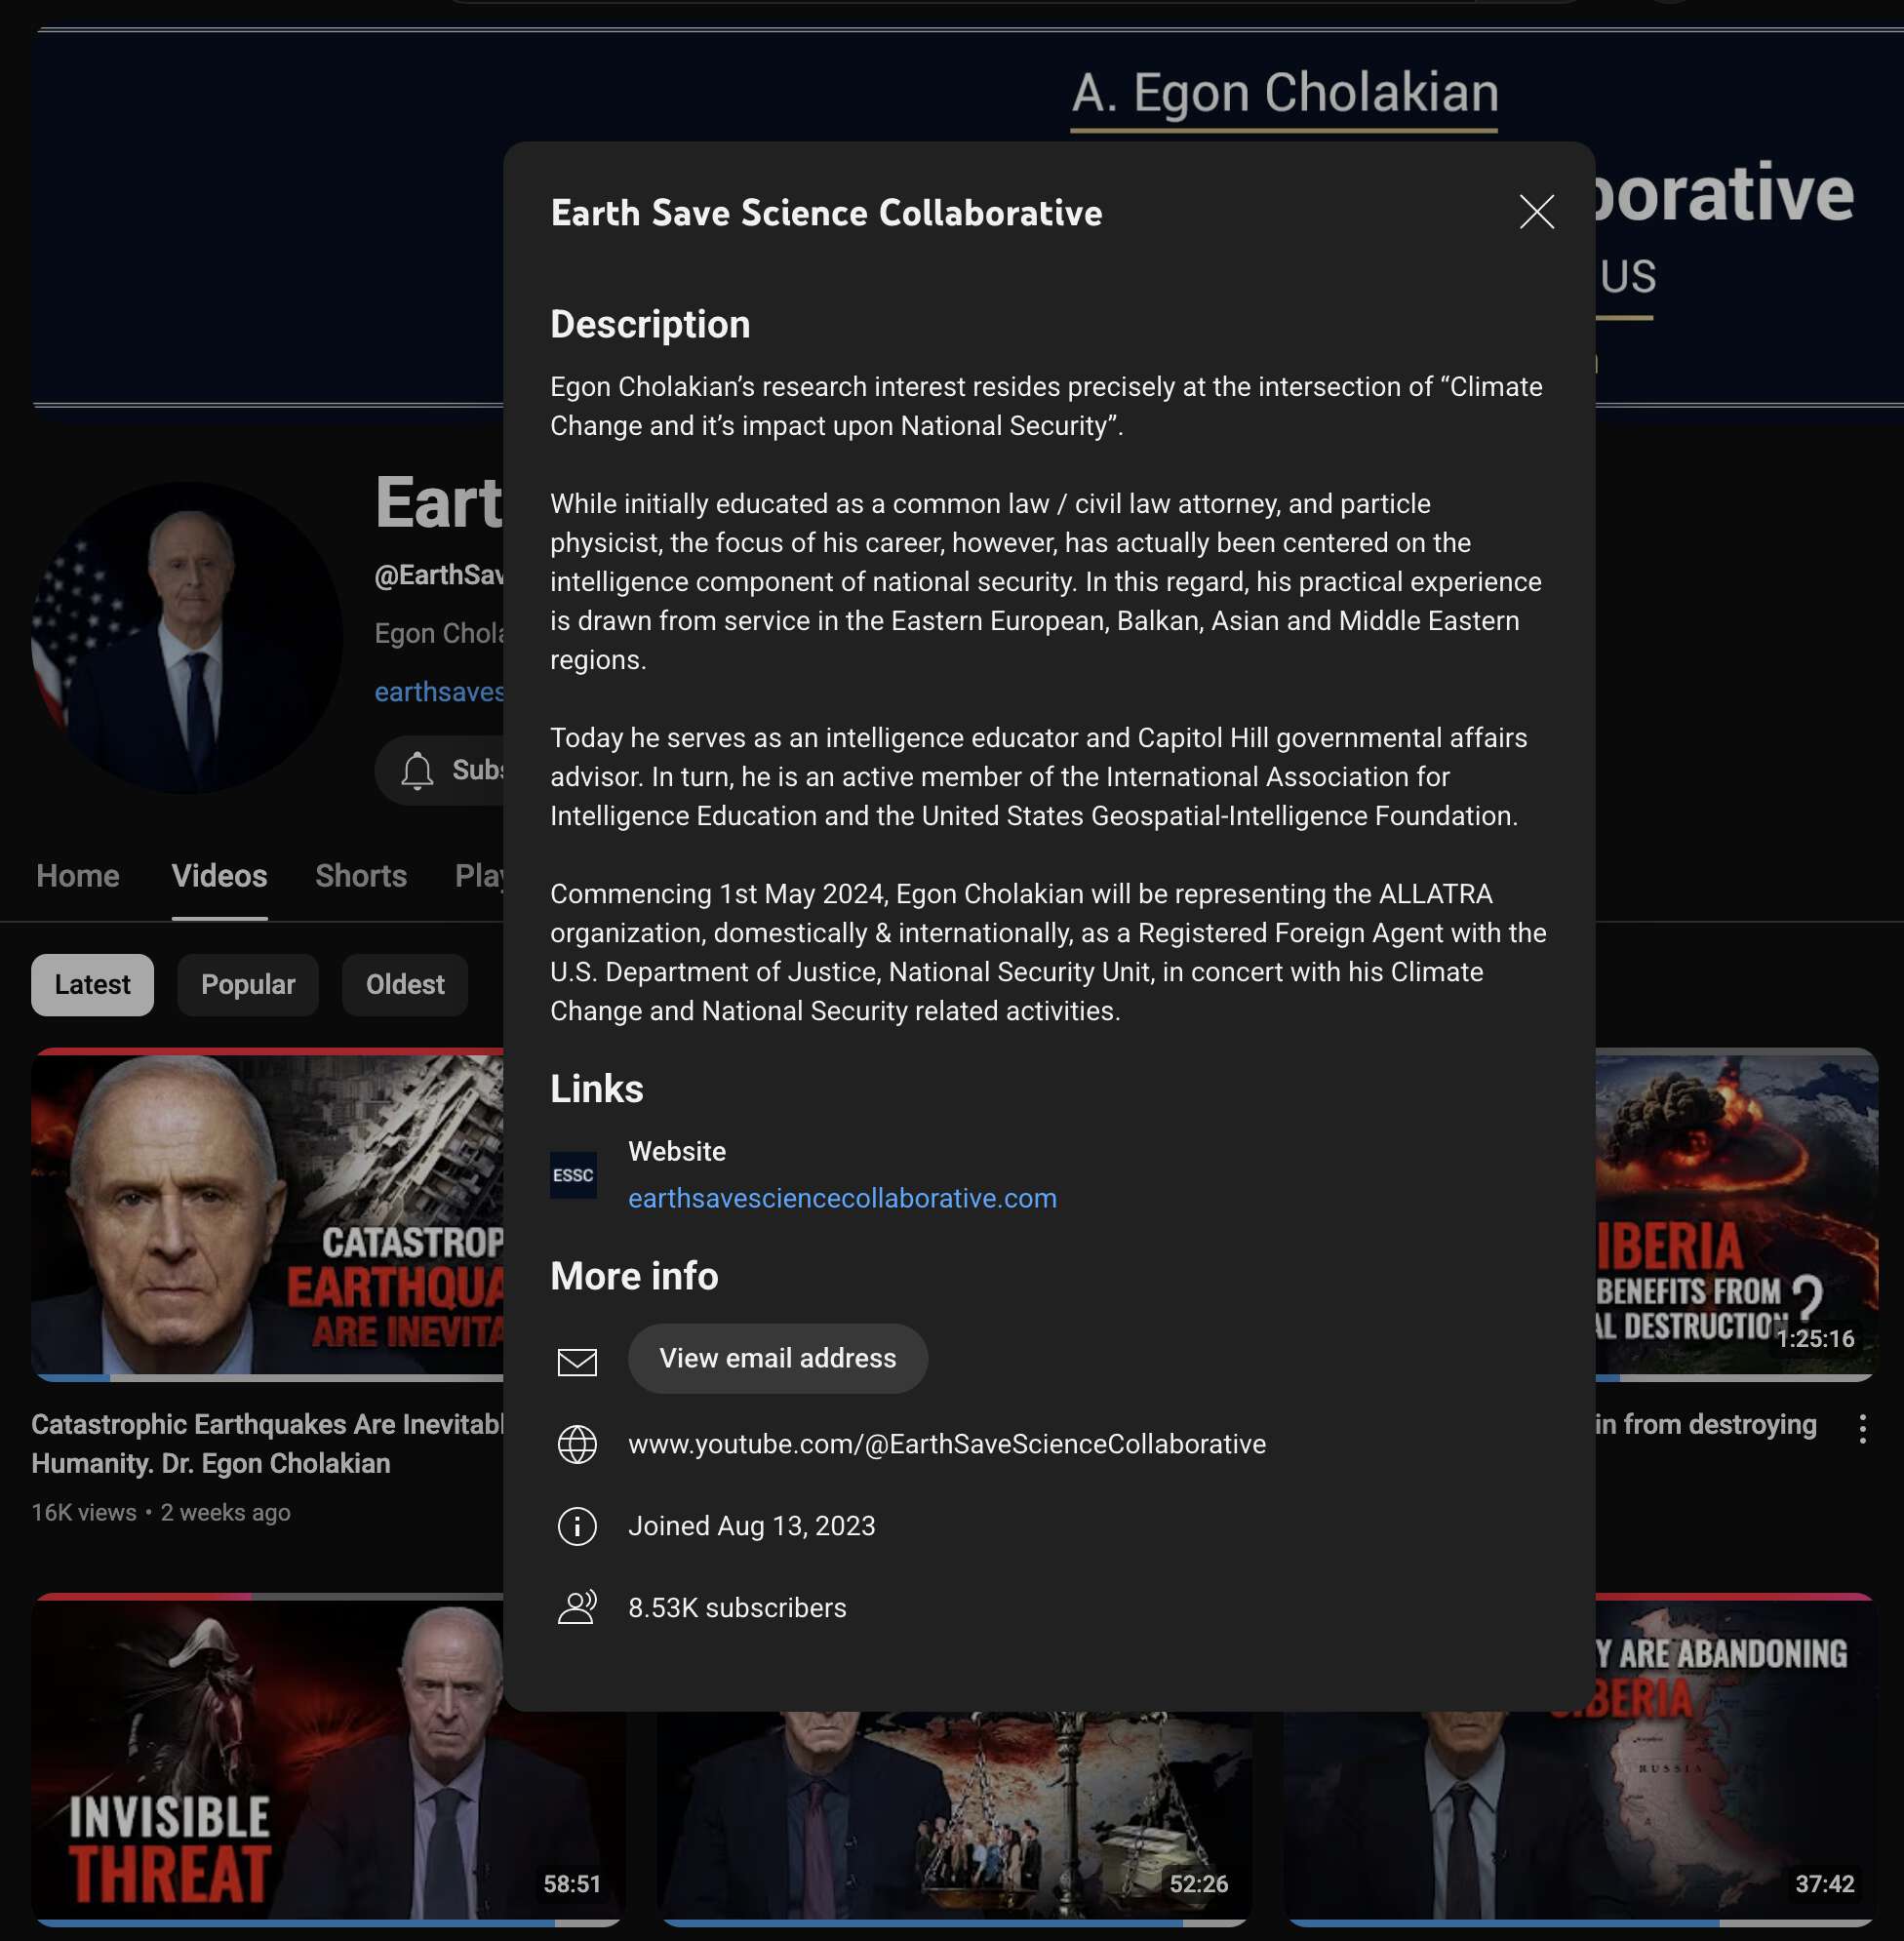 A. Egon Cholakian
borative
US
Earth Save Science Collaborative
Description
Egon Cholakian’s research interest resides precisely at the intersection of “Climate
Change and it’s impact upon National Security”.
While initially educated as a common law / civil law attorney, and particle
physicist, the focus of his career, however, has actually been centered on the
intelligence component of national security. In this regard, his practical experience
is drawn from service in the Eastern European, Balkan, Asian and Middle Eastern
regions.
Today he serves as an intelligence educator and Capitol Hill governmental affairs
advisor. In turn, he is an active member of the International Association for
Intelligence Education and the United States Geospatial-Intelligence Foundation.
Commencing 1st May 2024, Egon Cholakian will be representing the ALLATRA
organization, domestically & internationally, as a Registered Foreign Agent with the
U.S. Department of Justice, National Security Unit, in concert with his Climate
Change and National Security related activities.
Links
ESSC
Website
earthsavesciencecollaborative.com
More info
View email address
www.youtube.com/@EarthSaveScienceCollaborative
Joined Aug 13, 2023
8.53K subscribers
Eart
@EarthSav
Egon Chola
earthsaves
Subs
Home
Videos
Shorts
Play
Latest
Popular
Oldest
CATASTROP
EARTHQUA
ARE INEVITA
Catastrophic Earthquakes Are Inevitabl
Humanity. Dr. Egon Cholakian
16K views • 2 weeks ago
IBERIA
BENEFITS FROM
AL DESTRUCTION?
1:25:16
in from destroying
INVISIBLE
THREAT
58:51
52:26
Y ARE ABANDONING
BERIA
RUSSIA
37:42